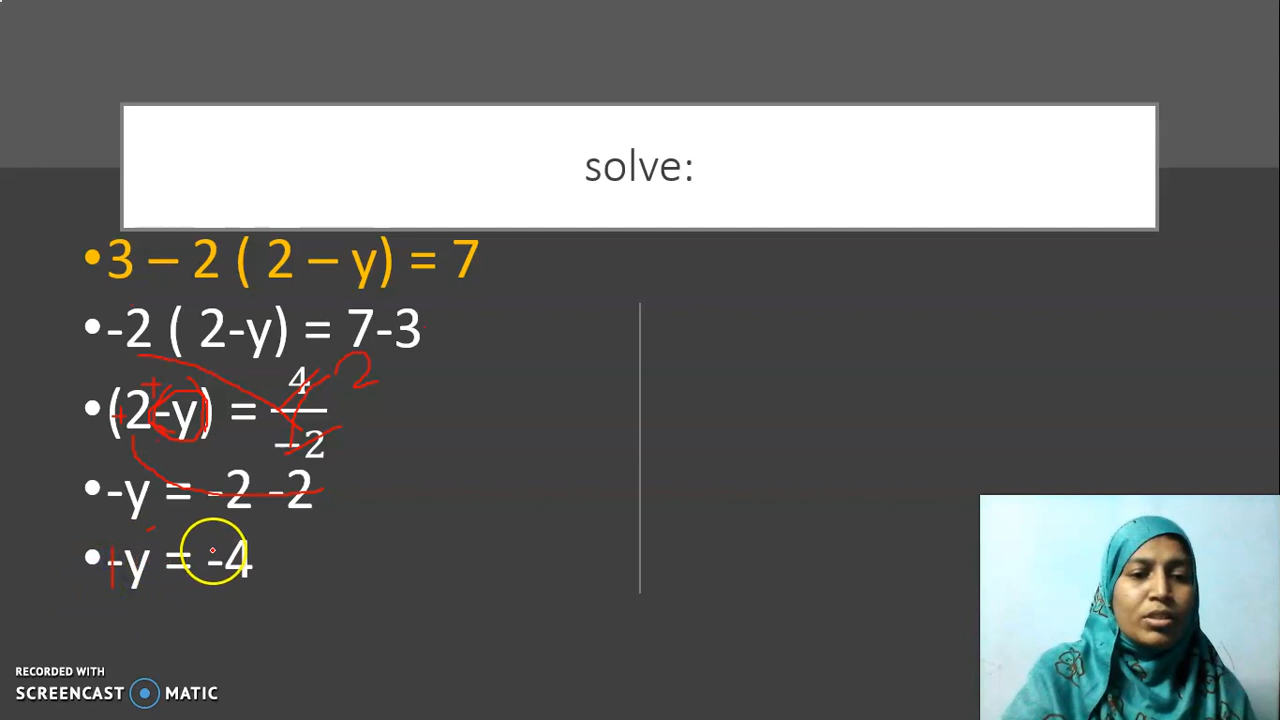 solve:
•3 – 2 ( 2 – y) = 7
•-2 ( 2-y) = 7-3
•(2-y) = 4/−2
2
+
+
•-y = -2 -2
•-y = -4
RECORDED WITH
SCREENCAST MATIC